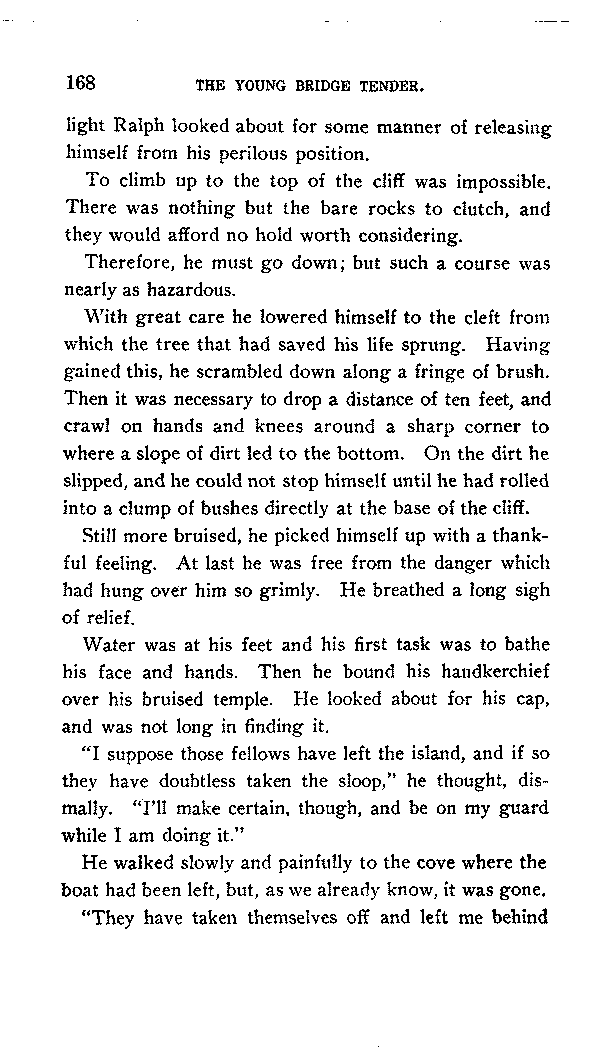 168 THE YOUNG BRIDGE TENDER.
light Ralph looked about for some manner of releasing
himself from his perilous position.
To climb up to the top of the cliff was impossible.
There was nothing but the bare rocks to clutch, and
they would afford no hold worth considering.
Therefore, he must go down; but such a course was
nearly as hazardous.
With great care he lowered himself to the cleft from
which the tree that had saved his life sprung. Having
gained this, he scrambled down along a fringe of brush.
Then it was necessary to drop a distance of ten feet, and
crawl on hands and knees around a sharp corner to
where a slope of dirt led to the bottom. On the dirt he
slipped, and he could not stop himself until he had rolled
into a clump of bushes directly at the base of the cliff.
Still more bruised, he picked himself up with a thank-
ful feeling. At last he was free from the danger which
had hung over him so grimly. He breathed a long sigh
of relief.
Water was at his feet and his first task was to bathe
his face and hands. Then he bound his handkerchief
over his bruised temple. He looked about for his cap,
and was not long in finding it.
"I suppose those fellows have left the island, and if so
they have doubtless taken the sloop," he thought, dis-
mally. "I'll make certain, though, and be on my guard
while I am doing it."
He walked slowly and painfully to the cove where the
boat had been left, but, as we already know, it was gone.
"They have taken themselves off and left me behind